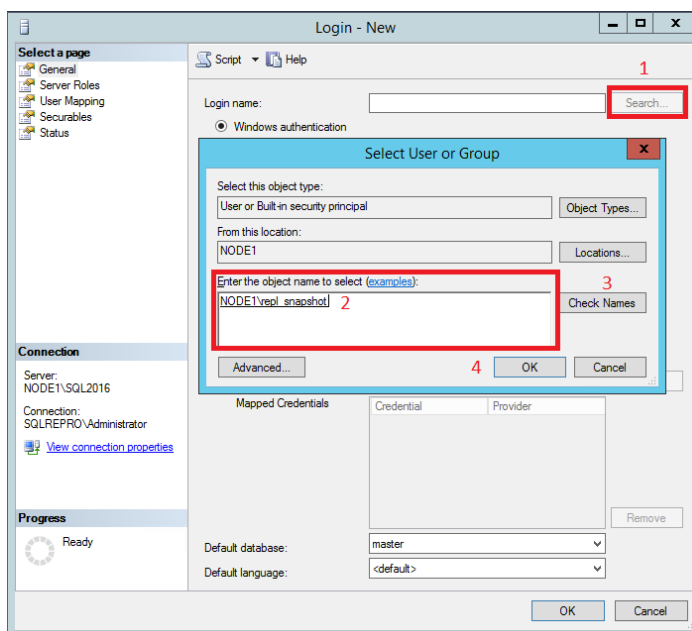 Login - New
Select a page
General
Server Roles
User Mapping
Securables
Status
Script
Help
1
Login name:
Search...
Windows authentication
Select User or Group
x
Select this object type:
User or Built-in security principal
Object Types...
From this location:
NODE1
Locations...
Enter the object name to select (examples):
3
NODE1\repl_snapshot
2
Check Names
Advanced...
4
OK
Cancel
Connection
Server:
NODE1\SQL2016
Connection:
SQLREPRO\Administrator
View connection properties
Mapped Credentials
Credential
Provider
Remove
Progress
Ready
Default database:
master
Default language:
<default>
OK
Cancel